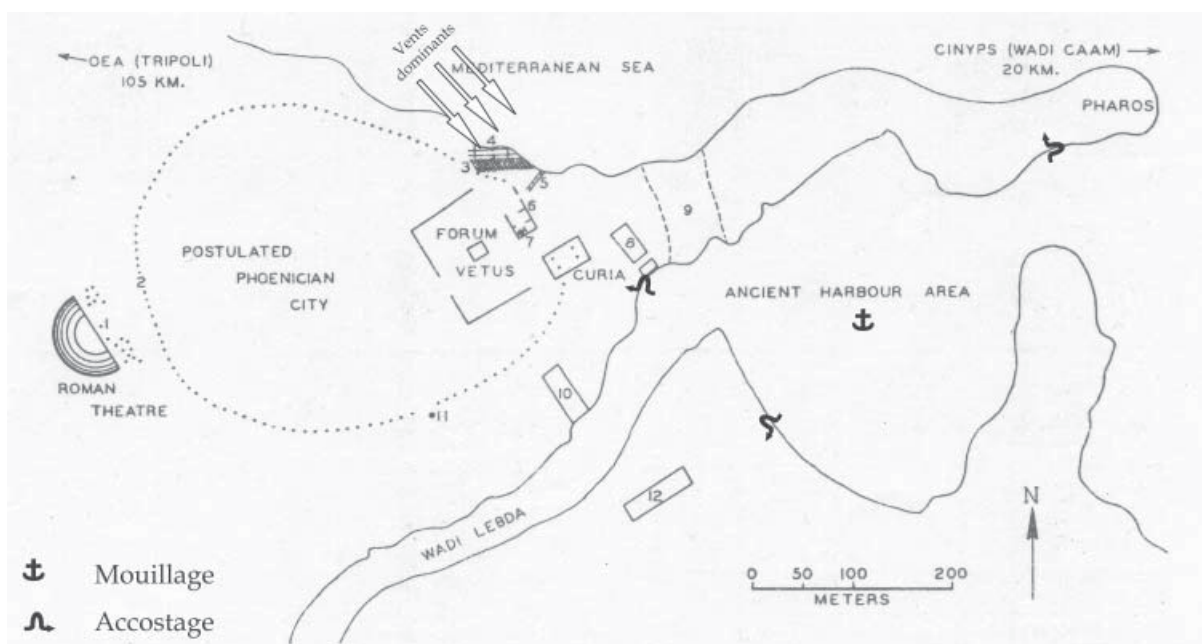 OEA (TRIPOLI)
105 KM.
Vents
dominants
MEDITERRANEAN SEA
CINYPS (WADI CAAM)
20 KM.
PHAROS
4
3
5
6
7
FORUM
VETUS
8
9
CURIA
POSTULATED
PHOENICIAN
CITY
2
1
ROMAN
THEATRE
ANCIENT HARBOUR AREA
10
11
12
WADI LEBDA
N
0 50 100 200
METERS
Mouillage
Accostage